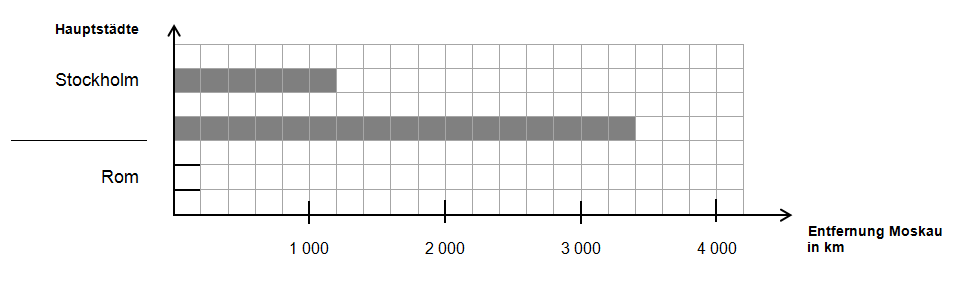 Hauptstädte
Stockholm
Rom
1 000 2 000 3 000 4 000
Entfernung Moskau
in km